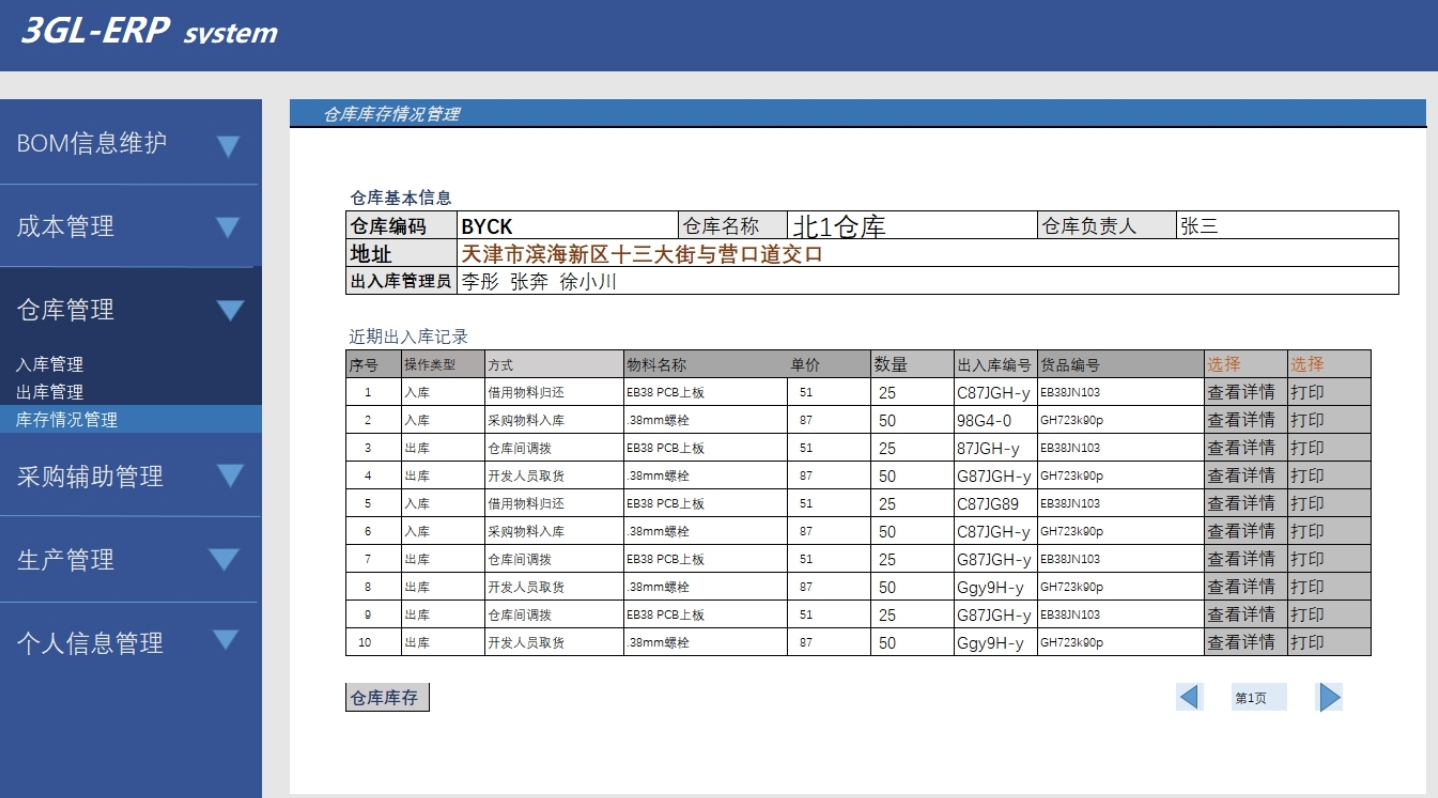 3GL-ERP system
BOM信息维护
成本管理
仓库管理
入库管理
出库管理
库存情况管理
采购辅助管理
生产管理
个人信息管理
仓库库存情况管理
仓库基本信息
仓库编码 BYCK 仓库名称 北1仓库 仓库负责人 张三
地址 天津市滨海新区十三大街与营口道交口
出入库管理员 李彤 张奔 徐小川
近期出入库记录
序号 操作类型 方式 物料名称 单价 数量 出入库编号 货品编号 选择 选择
1 入库 借用物料归还 EB38 PCB上板 51 25 C87JGH-y EB38JN103 查看详情 打印
2 入库 采购物料入库 .38mm螺栓 87 50 98G4-0 GH723k90p 查看详情 打印
3 出库 仓库间调拨 EB38 PCB上板 51 25 87JGH-y EB38JN103 查看详情 打印
4 出库 开发人员取货 .38mm螺栓 87 50 G87JGH-y GH723k90p 查看详情 打印
5 入库 借用物料归还 EB38 PCB上板 51 25 C87JG89 EB38JN103 查看详情 打印
6 入库 采购物料入库 .38mm螺栓 87 50 C87JGH-y GH723k90p 查看详情 打印
7 出库 仓库间调拨 EB38 PCB上板 51 25 G87JGH-y EB38JN103 查看详情 打印
8 出库 开发人员取货 .38mm螺栓 87 50 Ggy9H-y GH723k90p 查看详情 打印
9 出库 仓库间调拨 EB38 PCB上板 51 25 G87JGH-y EB38JN103 查看详情 打印
10 出库 开发人员取货 .38mm螺栓 87 50 Ggy9H-y GH723k90p 查看详情 打印
仓库库存 第1页